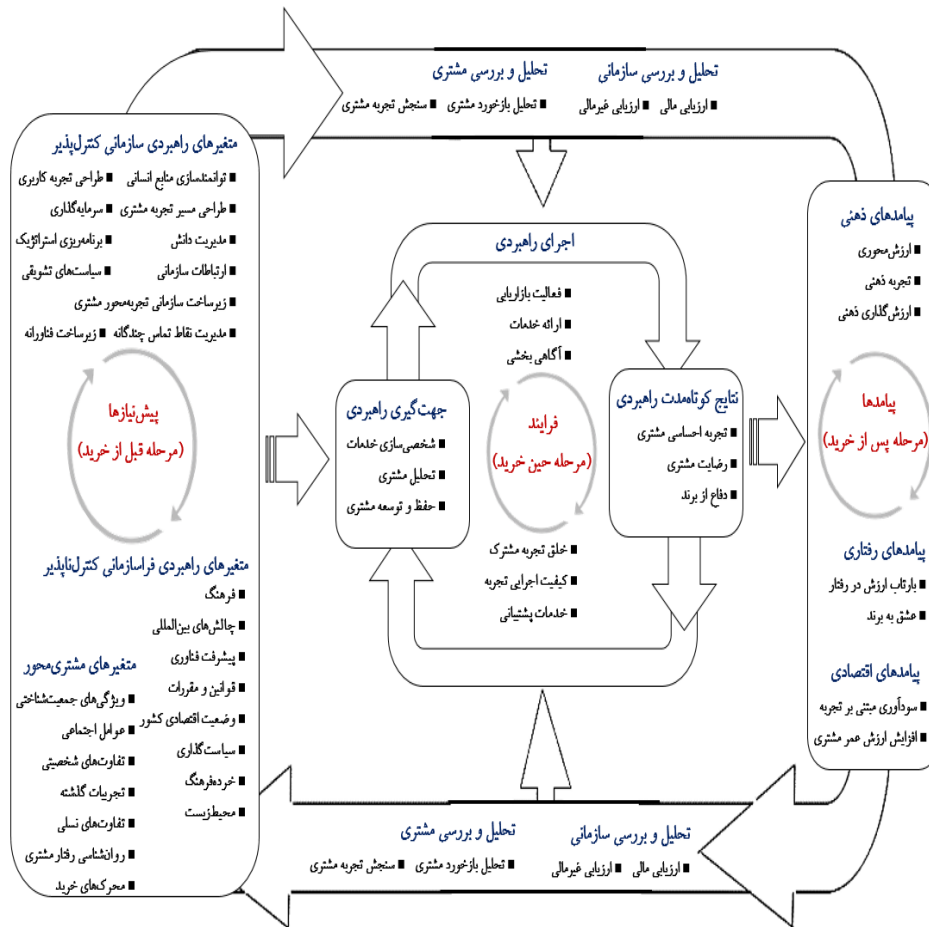 تحلیل و بررسی سازمانی
▪ ارزیابی مالی ▪ ارزیابی غیرمالی
تحلیل و بررسی مشتری
▪ تحلیل بازخورد مشتری ▪ سنجش تجربه مشتری
متغیرهای راهبردی سازمانی کنترل‌پذیر
▪ توانمندسازی منابع انسانی ▪ طراحی تجربه کاربری
▪ طراحی مسیر تجربه مشتری ▪ سرمایه‌گذاری
▪ مدیریت دانش ▪ برنامه‌ریزی استراتژیک
▪ ارتباطات سازمانی ▪ سیاست‌های تشویقی
▪ زیرساخت سازمانی تجربه‌محور مشتری
▪ مدیریت نقاط تماس چندگانه ▪ زیرساخت فناورانه
پیش‌نیازها
(مرحله قبل از خرید)
متغیرهای راهبردی فراسازمانی کنترل‌ناپذیر
▪ فرهنگ
▪ چالش‌های بین‌المللی
▪ پیشرفت فناوری
▪ قوانین و مقررات
▪ وضعیت اقتصادی کشور
▪ سیاست‌گذاری
▪ خرده‌فرهنگ
▪ محیط‌زیست
متغیرهای مشتری‌محور
▪ ویژگی‌های جمعیت‌شناختی
▪ عوامل اجتماعی
▪ تفاوت‌های شخصیتی
▪ تجربیات گذشته
▪ تفاوت‌های نسلی
▪ روان‌شناسی رفتار مشتری
▪ محرک‌های خرید
جهت‌گیری راهبردی
▪ شخصی‌سازی خدمات
▪ تحلیل مشتری
▪ حفظ و توسعه مشتری
اجرای راهبردی
▪ فعالیت بازاریابی
▪ ارائه خدمات
▪ آگاهی بخشی
فرایند
(مرحله حین خرید)
▪ خلق تجربه مشترک
▪ کیفیت اجرایی تجربه
▪ خدمات پشتیبانی
نتایج کوتاه‌مدت راهبردی
▪ تجربه احساسی مشتری
▪ رضایت مشتری
▪ دفاع از برند
پیامدهای ذهنی
▪ ارزش‌محوری
▪ تجربه ذهنی
▪ ارزش‌گذاری ذهنی
پیامدها
(مرحله پس از خرید)
پیامدهای رفتاری
▪ بازتاب ارزش در رفتار
▪ عشق به برند
پیامدهای اقتصادی
▪ سودآوری مبتنی بر تجربه
▪ افزایش ارزش عمر مشتری
تحلیل و بررسی سازمانی
▪ ارزیابی مالی ▪ ارزیابی غیرمالی
تحلیل و بررسی مشتری
▪ تحلیل بازخورد مشتری ▪ سنجش تجربه مشتری